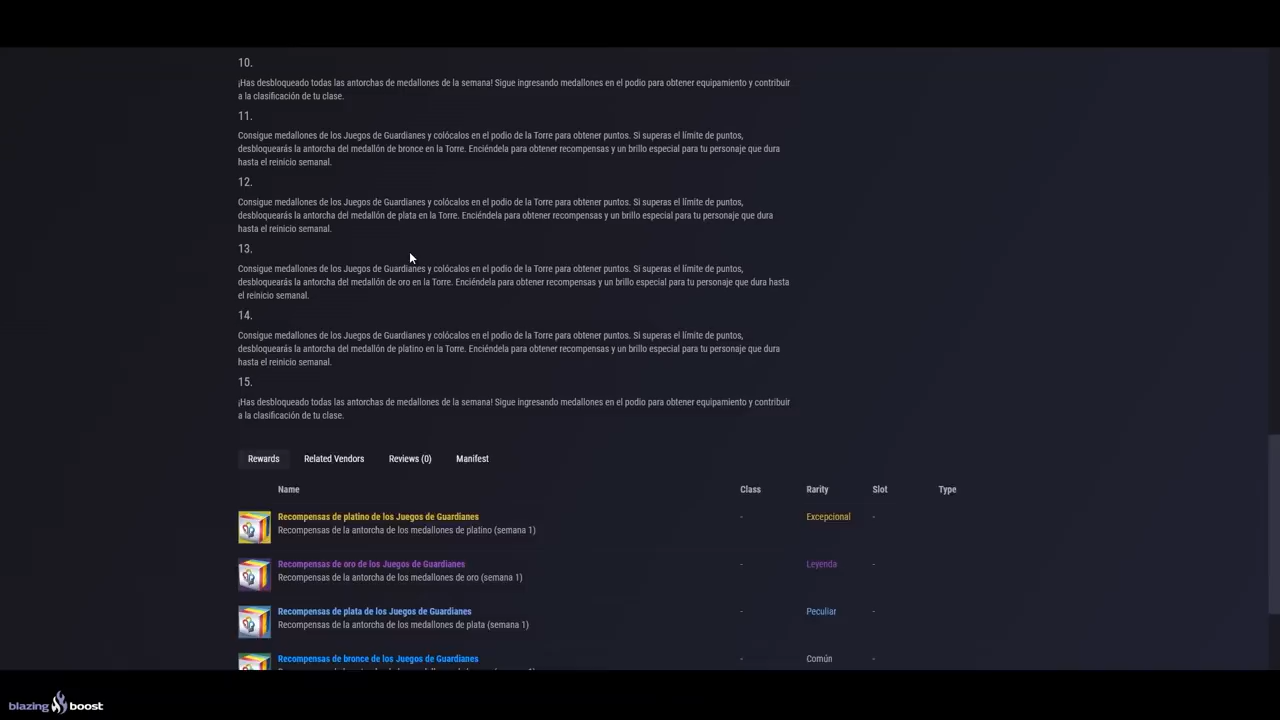 10.
¡Has desbloqueado todas las antorchas de medallones de la semana! Sigue ingresando medallones en el podio para obtener equipamiento y contribuir
a la clasificación de tu clase.
11.
Consigue medallones de los Juegos de Guardianes y colócalos en el podio de la Torre para obtener puntos. Si superas el límite de puntos,
desbloquearás la antorcha del medallón de bronce en la Torre. Enciéndela para obtener recompensas y un brillo especial para tu personaje que dura
hasta el reinicio semanal.
12.
Consigue medallones de los Juegos de Guardianes y colócalos en el podio de la Torre para obtener puntos. Si superas el límite de puntos,
desbloquearás la antorcha del medallón de plata en la Torre. Enciéndela para obtener recompensas y un brillo especial para tu personaje que dura
hasta el reinicio semanal.
13.
Consigue medallones de los Juegos de Guardianes y colócalos en el podio de la Torre para obtener puntos. Si superas el límite de puntos,
desbloquearás la antorcha del medallón de oro en la Torre. Enciéndela para obtener recompensas y un brillo especial para tu personaje que dura hasta
el reinicio semanal.
14.
Consigue medallones de los Juegos de Guardianes y colócalos en el podio de la Torre para obtener puntos. Si superas el límite de puntos,
desbloquearás la antorcha del medallón de platino en la Torre. Enciéndela para obtener recompensas y un brillo especial para tu personaje que dura
hasta el reinicio semanal.
15.
¡Has desbloqueado todas las antorchas de medallones de la semana! Sigue ingresando medallones en el podio para obtener equipamiento y contribuir
a la clasificación de tu clase.
Rewards Related Vendors Reviews (0) Manifest
Name Class Rarity Slot Type
Recompensas de platino de los Juegos de Guardianes - Excepcional -
Recompensas de la antorcha de los medallones de platino (semana 1)
Recompensas de oro de los Juegos de Guardianes - Leyenda -
Recompensas de la antorcha de los medallones de oro (semana 1)
Recompensas de plata de los Juegos de Guardianes - Peculiar -
Recompensas de la antorcha de los medallones de plata (semana 1)
Recompensas de bronce de los Juegos de Guardianes - Común -
blazing boost